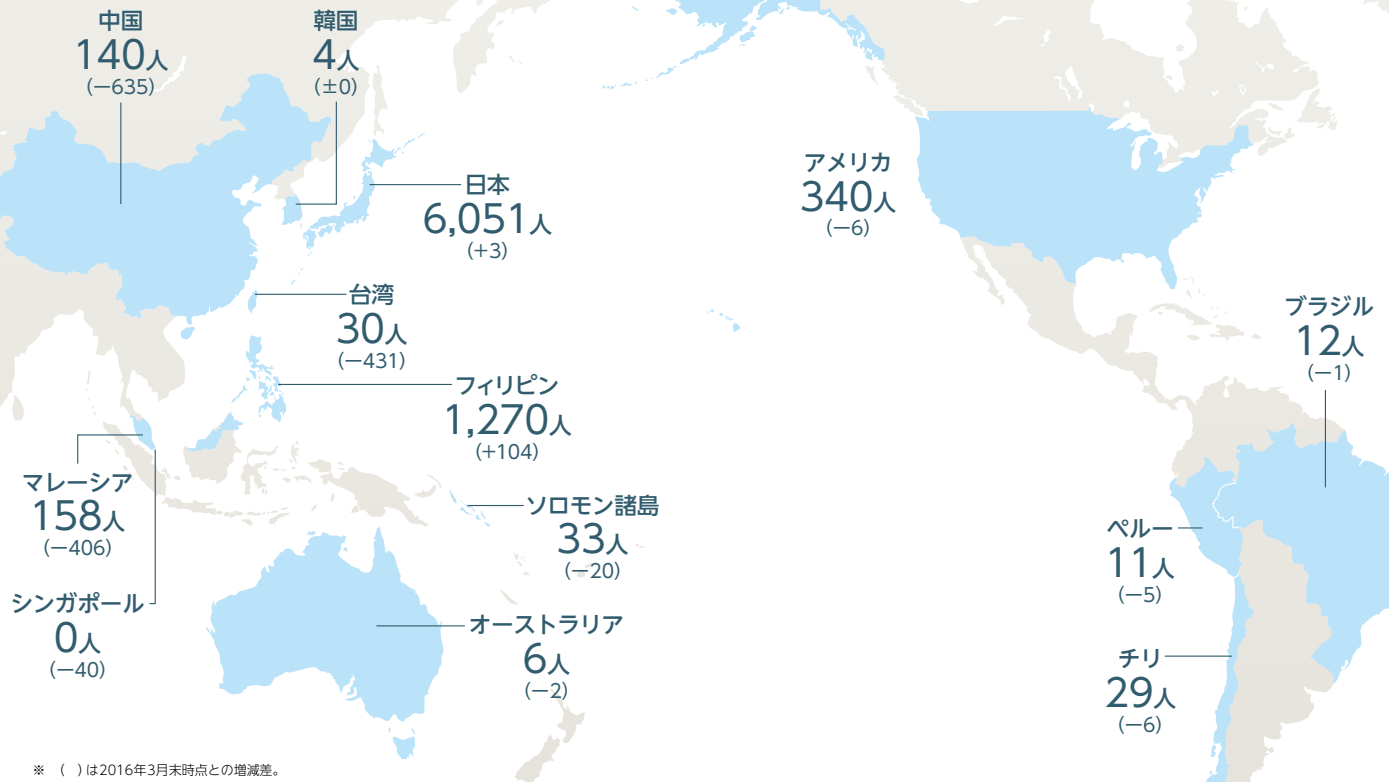 中国
140人
(－635)
韓国
4人
(±0)
日本
6,051人
(+3)
台湾
30人
(－431)
フィリピン
1,270人
(+104)
マレーシア
158人
(－406)
シンガポール
0人
(－40)
ソロモン諸島
33人
(－20)
オーストラリア
6人
(－2)
アメリカ
340人
(－6)
ブラジル
12人
(－1)
ペルー
11人
(－5)
チリ
29人
(－6)
※ (　) は2016年3月末時点との増減差。